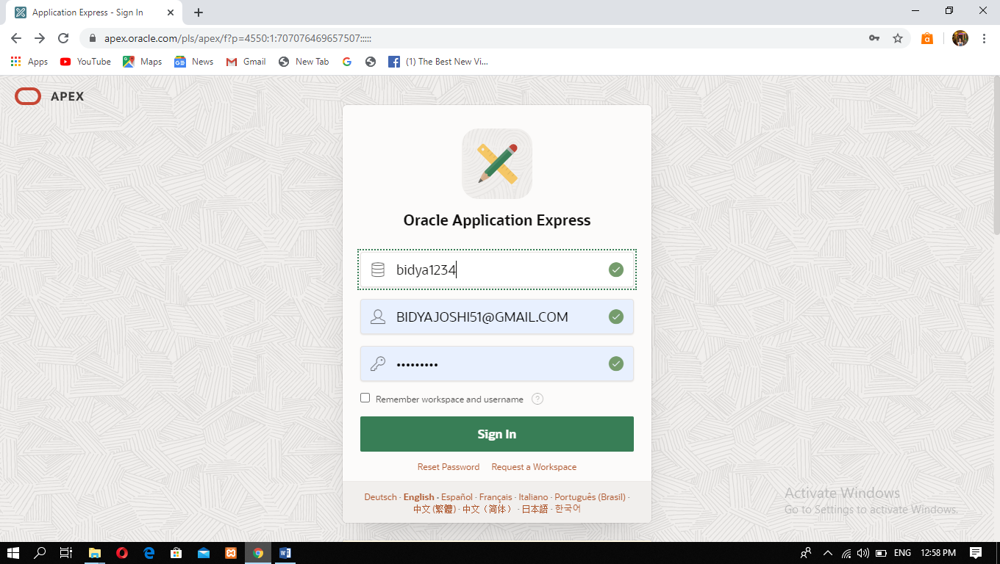 Application Express - Sign In
apex.oracle.com/pls/apex/f?p=4550:1:707076469657507:::::
Apps YouTube Maps News Gmail New Tab (1) The Best New Vi...
APEX
Oracle Application Express
bidya1234
BIDYAJOSHI51@GMAIL.COM
•••••••••
Remember workspace and username ?
Sign In
Reset Password Request a Workspace
Deutsch · English · Español · Français · Italiano · Português (Brasil) ·
中文 (繁體) · 中文（简体） · 日本語 · 한국어
Activate Windows
Go to Settings to activate Windows.
ENG 12:58 PM